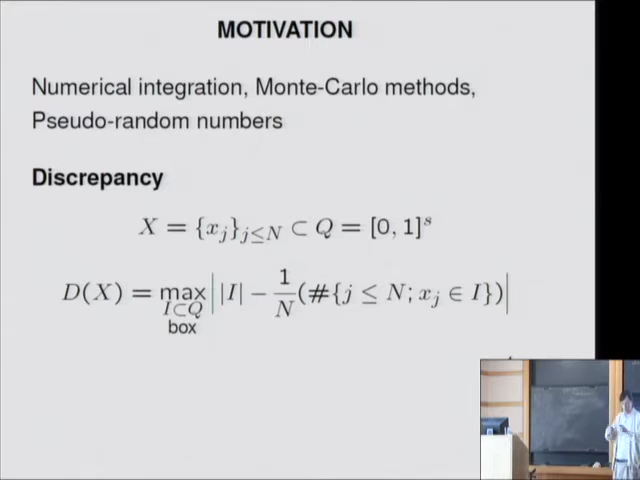 MOTIVATION
Numerical integration, Monte-Carlo methods,
Pseudo-random numbers
Discrepancy
X = {x_j}_{j≤N} ⊂ Q = [0, 1]^s
D(X) = max_{I⊂Q box} | |I| − 1/N (#{j ≤ N; x_j ∈ I}) |